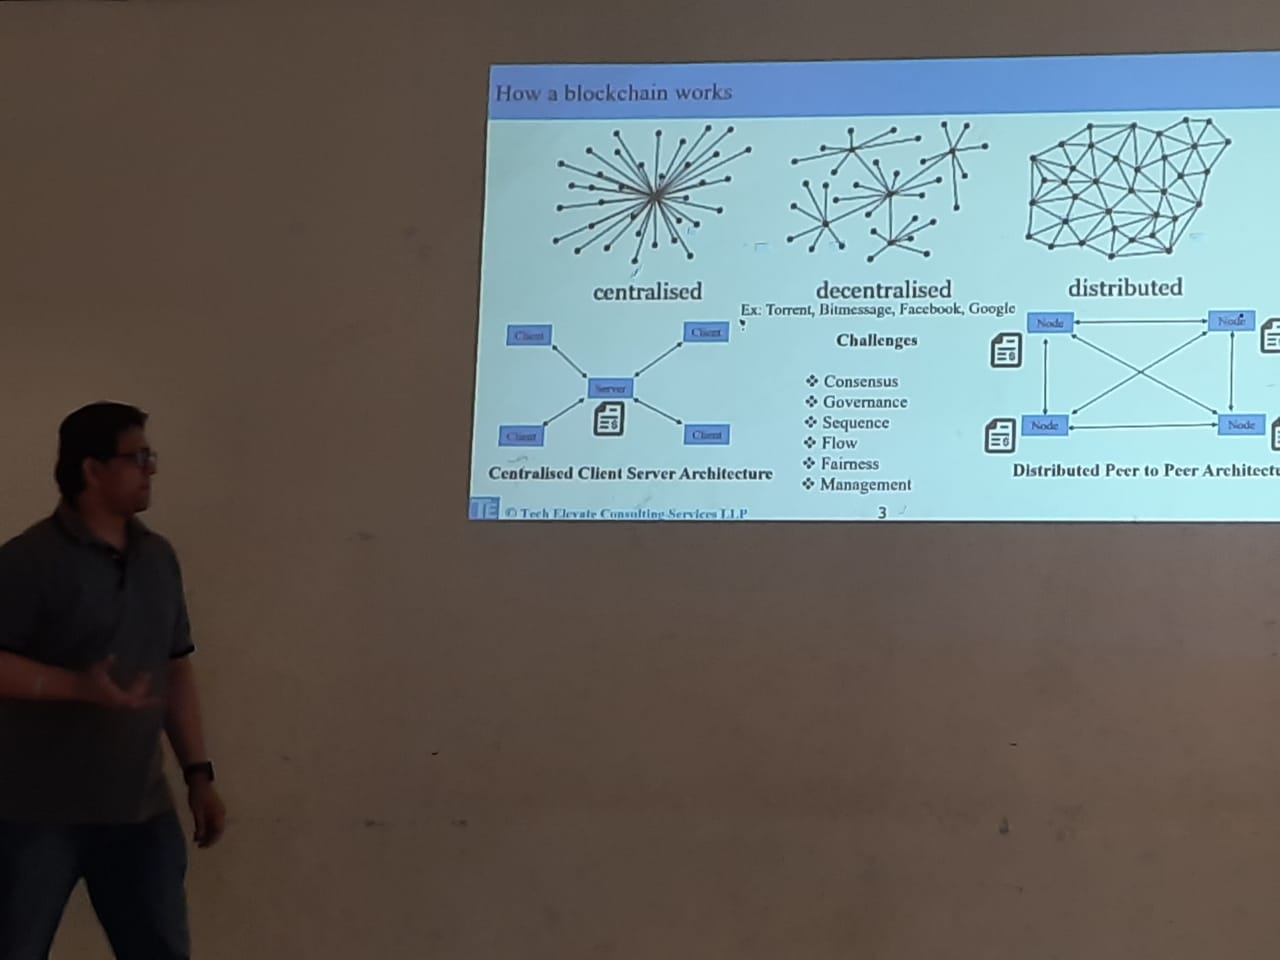 How a blockchain works
centralised
decentralised
distributed
Ex: Torrent, Bitmessage, Facebook, Google
Client
Client
Server
Client
Client
Centralised Client Server Architecture
Challenges
❖ Consensus
❖ Governance
❖ Sequence
❖ Flow
❖ Fairness
❖ Management
Node
Node
Node
Node
Distributed Peer to Peer Architectu
TE © Tech Elevate Consulting Services LLP
3